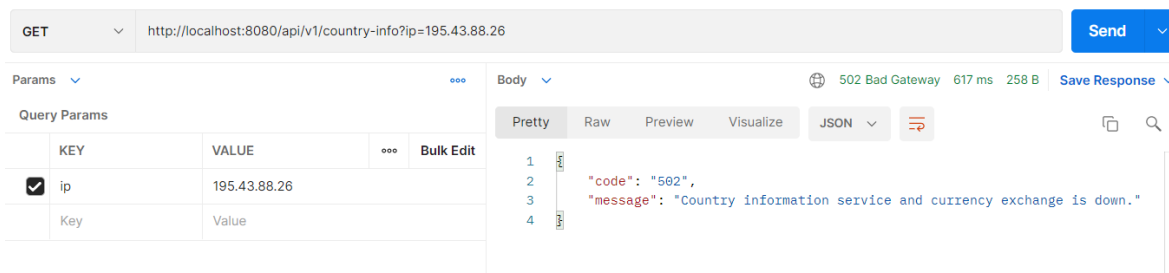 GET http://localhost:8080/api/v1/country-info?ip=195.43.88.26 Send
Params ooo Body 502 Bad Gateway 617 ms 258 B Save Response
Query Params Pretty Raw Preview Visualize JSON
KEY VALUE ooo Bulk Edit
1 {
ip 195.43.88.26
2 "code": "502",
3 "message": "Country information service and currency exchange is down."
Key Value
4 }